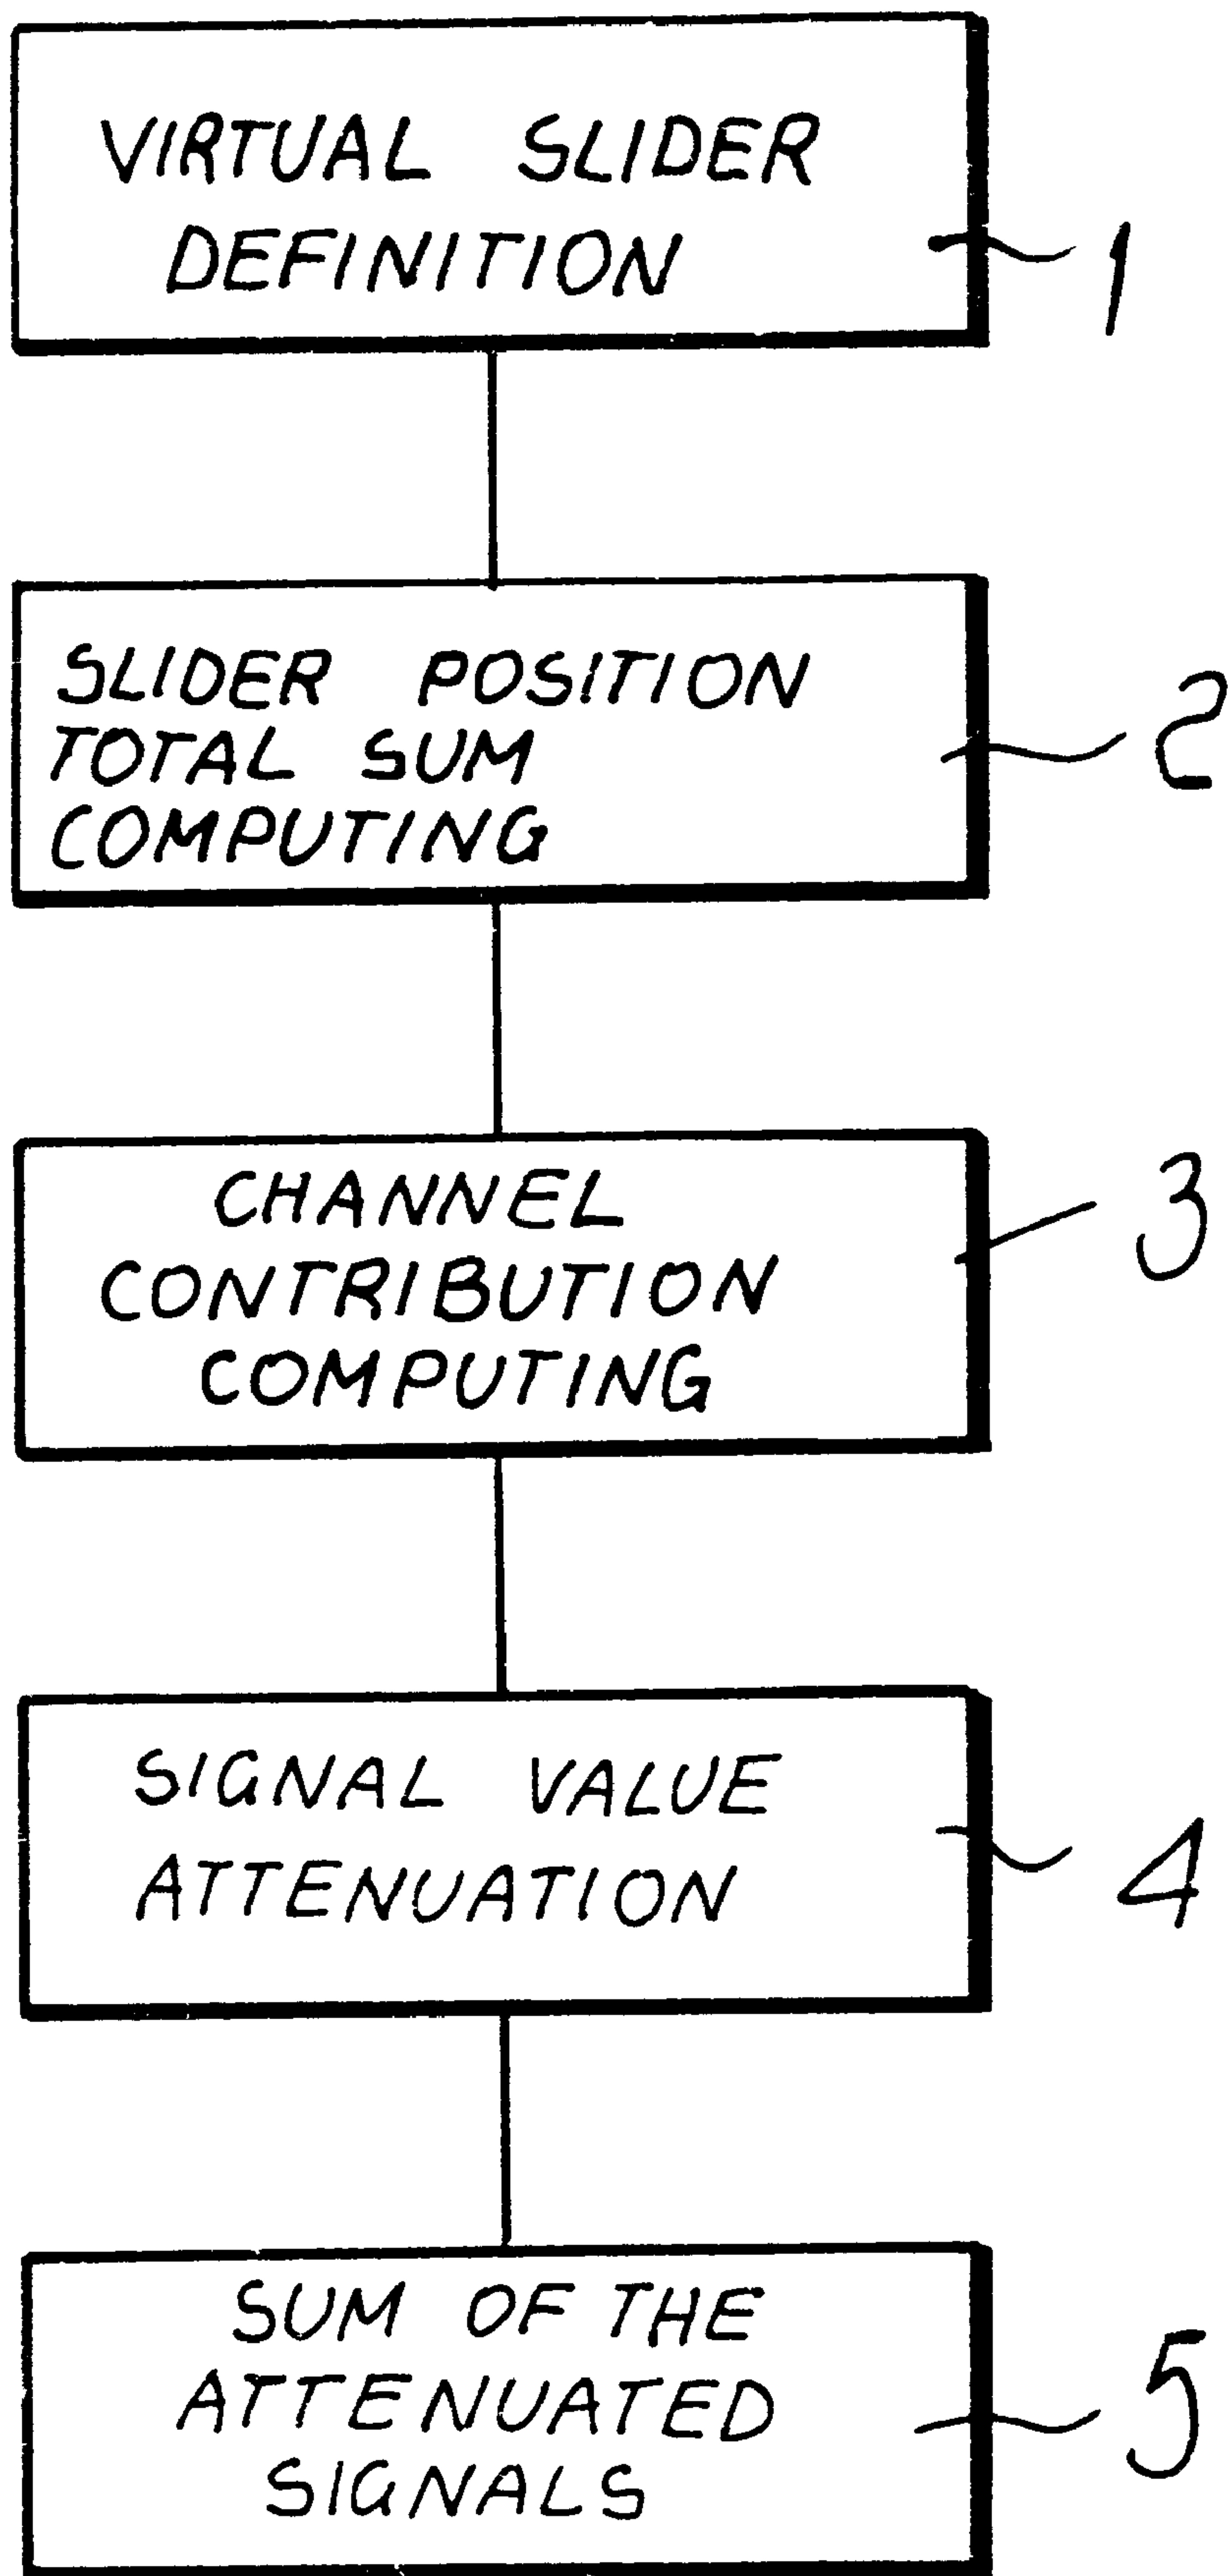 VIRTUAL SLIDER
DEFINITION
1
SLIDER POSITION
TOTAL SUM
COMPUTING
2
CHANNEL
CONTRIBUTION
COMPUTING
3
SIGNAL VALUE
ATTENUATION
4
SUM OF THE
ATTENUATED
SIGNALS
5